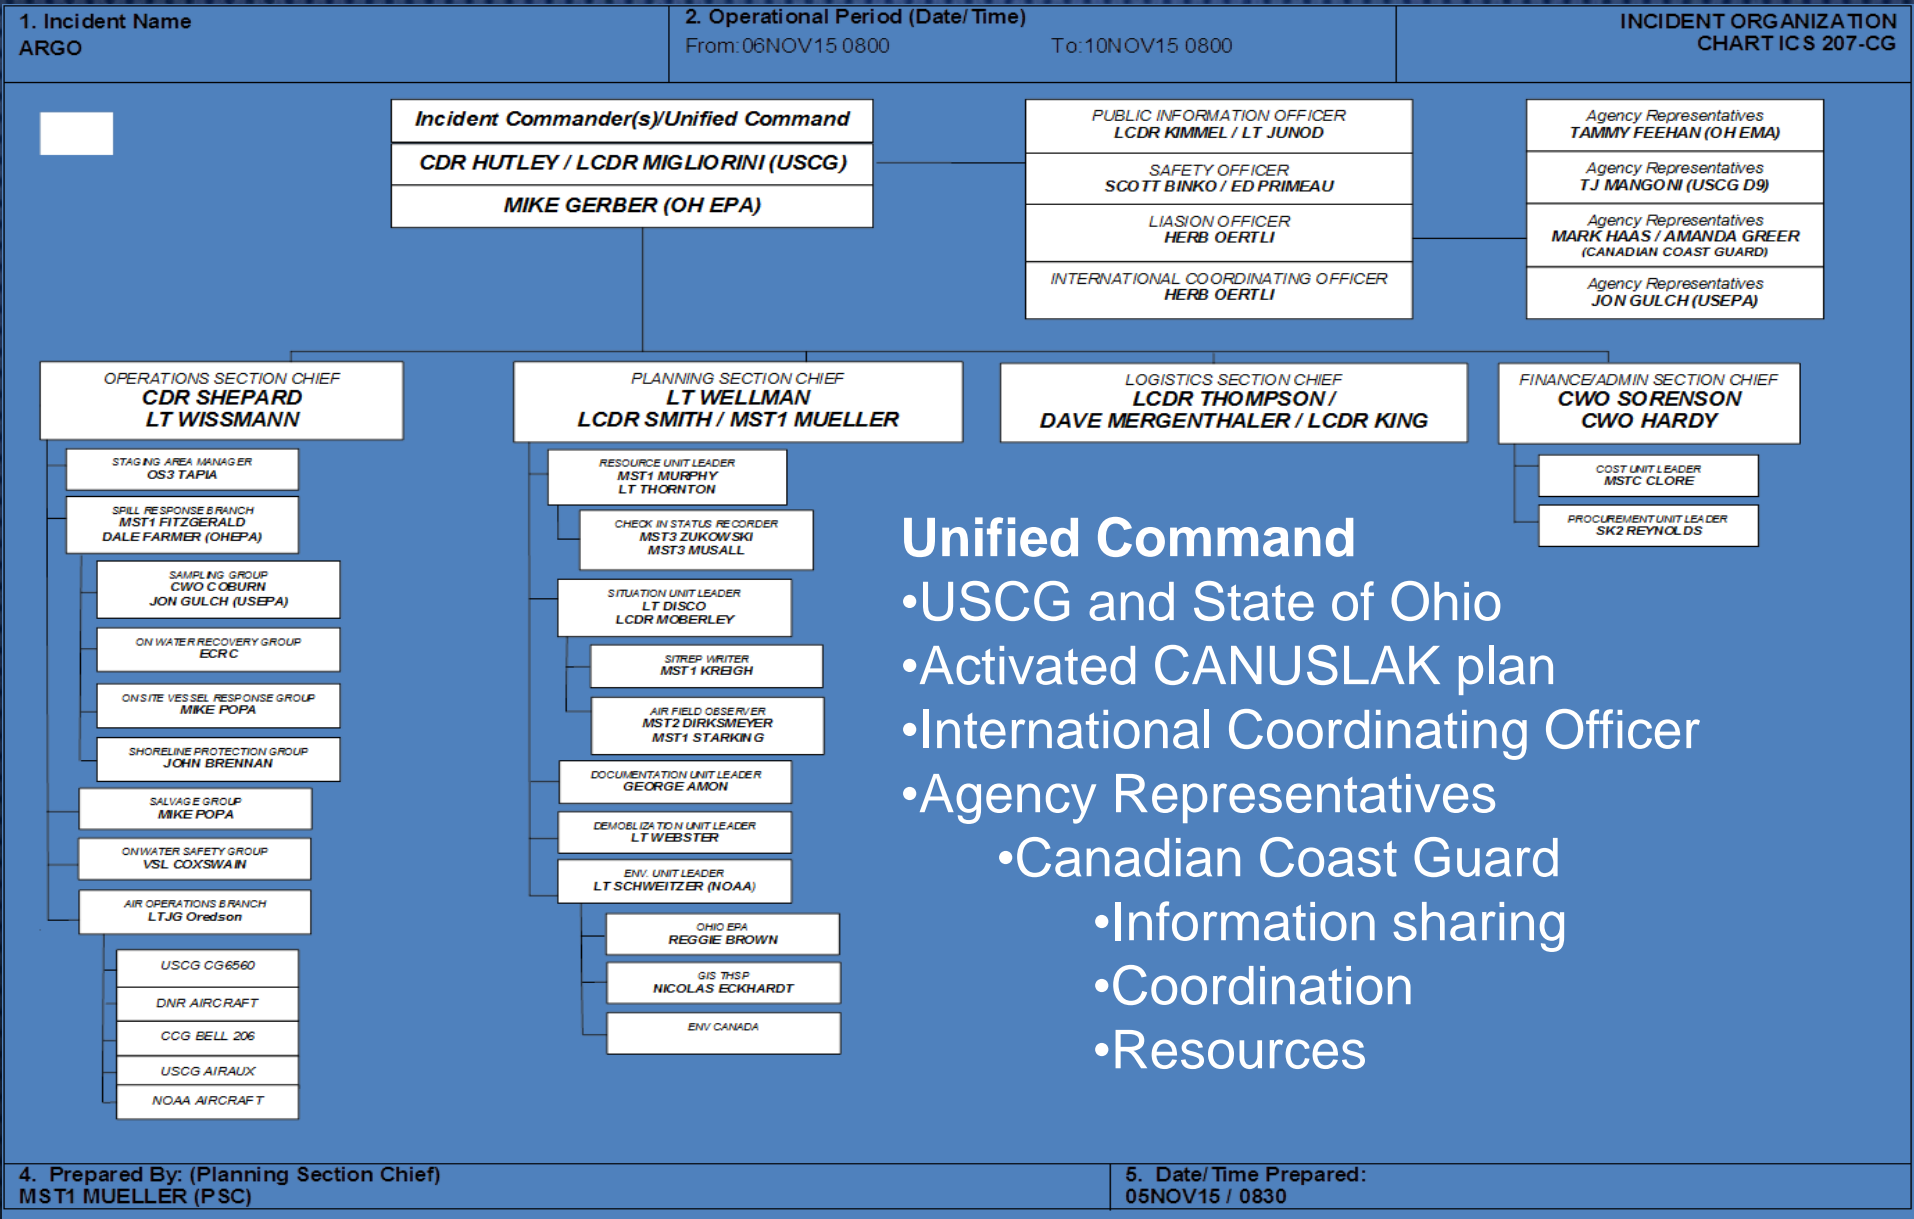 1. Incident Name
ARGO
2. Operational Period (Date/Time)
From: 06NOV15 0800 To: 10NOV15 0800
INCIDENT ORGANIZATION
CHART ICS 207-CG
Incident Commander(s)/Unified Command
CDR HUTLEY / LCDR MIGLIORINI (USCG)
MIKE GERBER (OH EPA)
PUBLIC INFORMATION OFFICER
LCDR KIMMEL / LT JUNOD
SAFETY OFFICER
SCOTT BINKO / ED PRIMEAU
LIASION OFFICER
HERB OERTLI
INTERNATIONAL COORDINATING OFFICER
HERB OERTLI
Agency Representatives
TAMMY FEEHAN (OH EMA)
Agency Representatives
TJ MANGONI (USCG D9)
Agency Representatives
MARK HAAS / AMANDA GREER
(CANADIAN COAST GUARD)
Agency Representatives
JON GULCH (USEPA)
OPERATIONS SECTION CHIEF
CDR SHEPARD
LT WISSMANN
STAGING AREA MANAGER
OS3 TAPIA
SPILL RESPONSE BRANCH
MST1 FITZGERALD
DALE FARMER (OHEPA)
SAMPLING GROUP
CWO COBURN
JON GULCH (USEPA)
ON WATER RECOVERY GROUP
ECRC
ONSITE VESSEL RESPONSE GROUP
MIKE POPA
SHORELINE PROTECTION GROUP
JOHN BRENNAN
SALVAGE GROUP
MIKE POPA
ON WATER SAFETY GROUP
VSL COXSWAIN
AIR OPERATIONS BRANCH
LTJG Oredson
USCG CG6560
DNR AIRCRAFT
CCG BELL 206
USCG AIRAUX
NOAA AIRCRAFT
PLANNING SECTION CHIEF
LT WELLMAN
LCDR SMITH / MST1 MUELLER
RESOURCE UNIT LEADER
MST1 MURPHY
LT THORNTON
CHECK IN STATUS RECORDER
MST3 ZUKOWSKI
MST3 MUSALL
SITUATION UNIT LEADER
LT DISCO
LCDR MOBERLEY
SITREP WRITER
MST1 KREIGH
AIR FIELD OBSERVER
MST2 DIRKSMEYER
MST1 STARKING
DOCUMENTATION UNIT LEADER
GEORGE AMON
DEMOBLIZATION UNIT LEADER
LT WEBSTER
ENV. UNIT LEADER
LT SCHWEITZER (NOAA)
OHIO EPA
REGGIE BROWN
GIS THSP
NICOLAS ECKHARDT
ENV CANADA
LOGISTICS SECTION CHIEF
LCDR THOMPSON /
DAVE MERGENTHALER / LCDR KING
FINANCE/ADMIN SECTION CHIEF
CWO SORENSON
CWO HARDY
COST UNIT LEADER
MSTC CLORE
PROCUREMENT UNIT LEADER
SK2 REYNOLDS
Unified Command
•USCG and State of Ohio
•Activated CANUSLAK plan
•International Coordinating Officer
•Agency Representatives
•Canadian Coast Guard
•Information sharing
•Coordination
•Resources
4. Prepared By: (Planning Section Chief)
MST1 MUELLER (PSC)
5. Date/Time Prepared:
05NOV15 / 0830